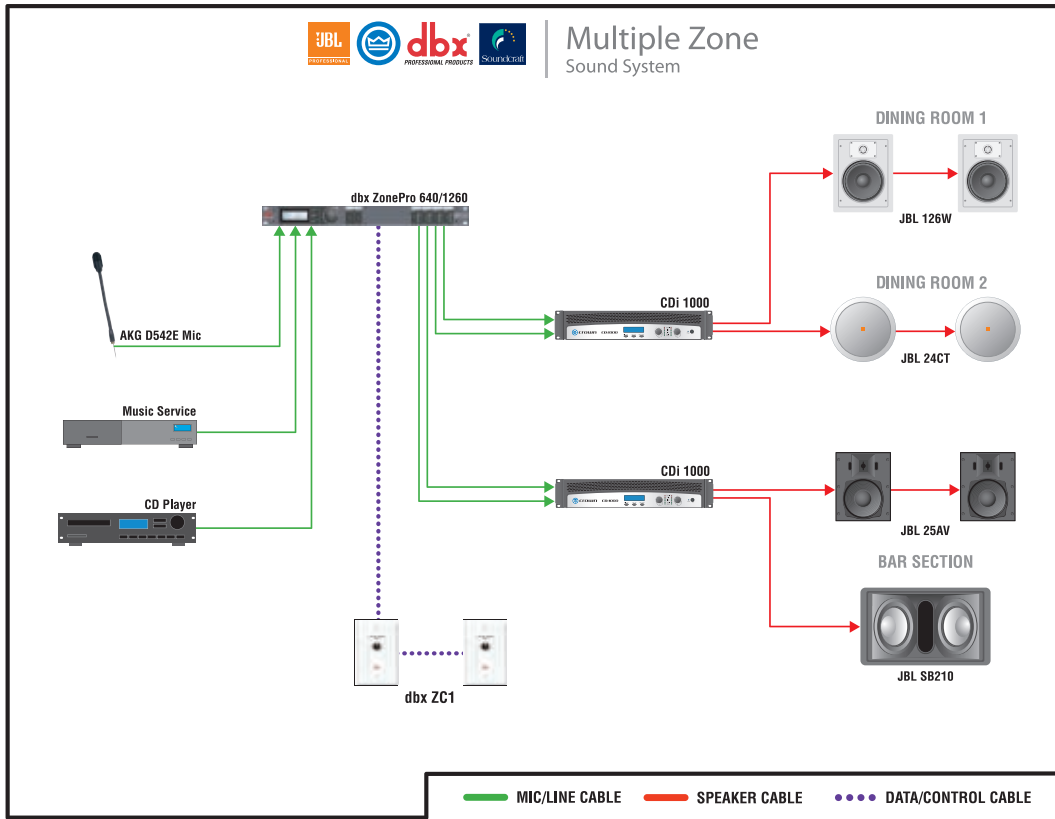 JBL
PROFESSIONAL
dbx
PROFESSIONAL PRODUCTS
Soundcraft
Multiple Zone
Sound System
DINING ROOM 1
dbx ZonePro 640/1260
JBL 126W
DINING ROOM 2
CDi 1000
AKG D542E Mic
JBL 24CT
Music Service
CDi 1000
CD Player
JBL 25AV
BAR SECTION
JBL SB210
dbx ZC1
MIC/LINE CABLE
SPEAKER CABLE
DATA/CONTROL CABLE